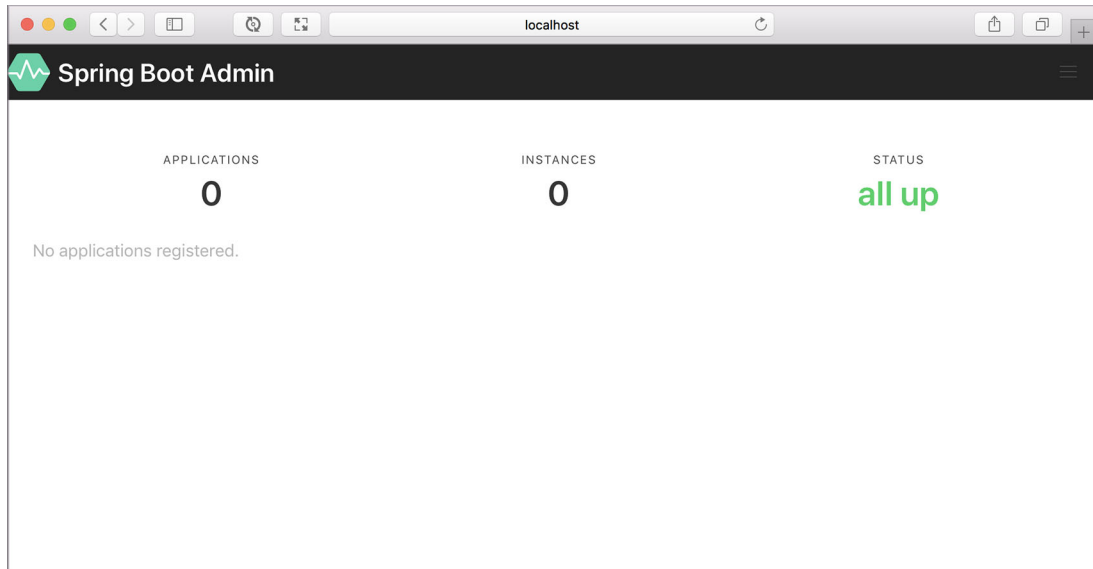 localhost
Spring Boot Admin
APPLICATIONS
0
INSTANCES
0
STATUS
all up
No applications registered.